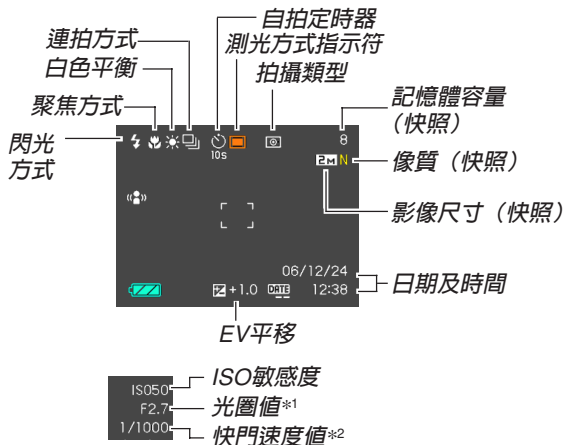 自拍定時器
連拍方式
測光方式指示符
白色平衡
拍攝類型
聚焦方式
記憶體容量
（快照）
閃光
方式
10s
8
2M N
像質（快照）
影像尺寸（快照）
06/12/24
日期及時間
+1.0 DATE 12:38
EV平移
ISO50
ISO敏感度
F2.7
光圈值*1
1/1000
快門速度值*2